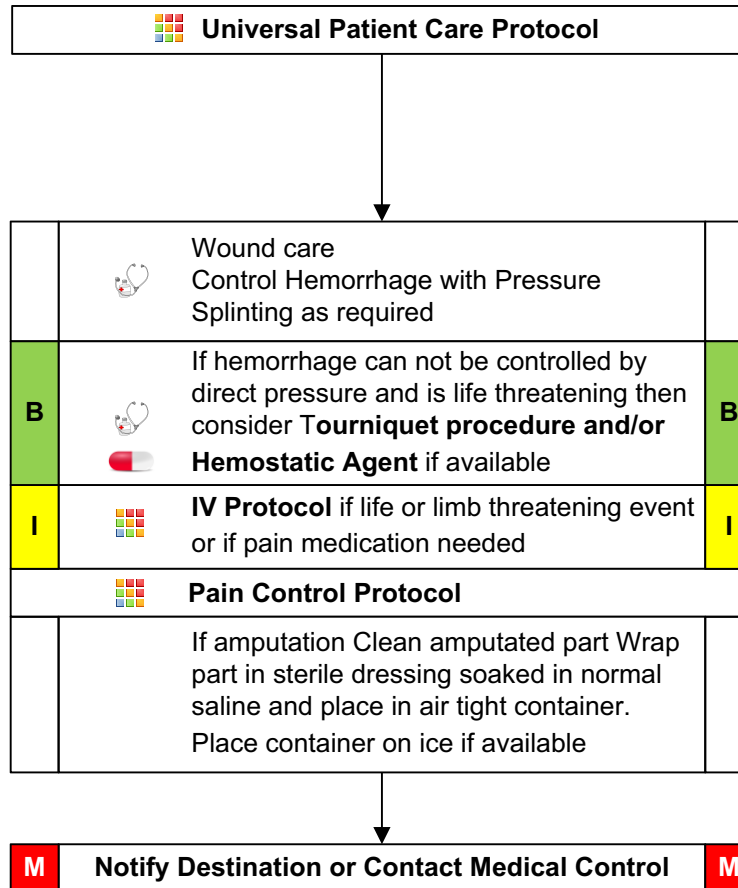 Universal Patient Care Protocol
Wound care
Control Hemorrhage with Pressure
Splinting as required
B
If hemorrhage can not be controlled by
direct pressure and is life threatening then
consider Tourniquet procedure and/or
Hemostatic Agent if available
B
I
IV Protocol if life or limb threatening event
or if pain medication needed
I
Pain Control Protocol
If amputation Clean amputated part Wrap
part in sterile dressing soaked in normal
saline and place in air tight container.
Place container on ice if available
M
Notify Destination or Contact Medical Control
M